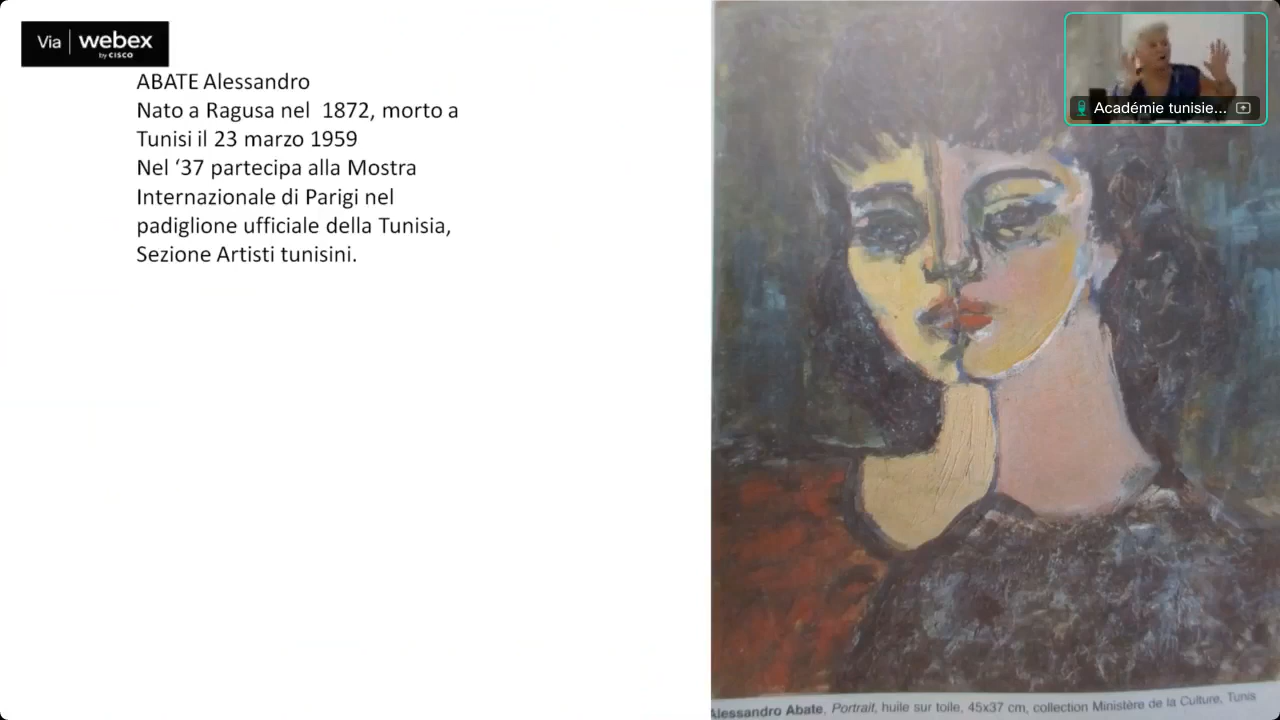 Via webex
by CISCO
ABATE Alessandro
Nato a Ragusa nel 1872, morto a
Tunisi il 23 marzo 1959
Nel ‘37 partecipa alla Mostra
Internazionale di Parigi nel
padiglione ufficiale della Tunisia,
Sezione Artisti tunisini.
Académie tunisie...
Alessandro Abate, Portrait, huile sur toile, 45x37 cm, collection Ministère de la Culture, Tunis